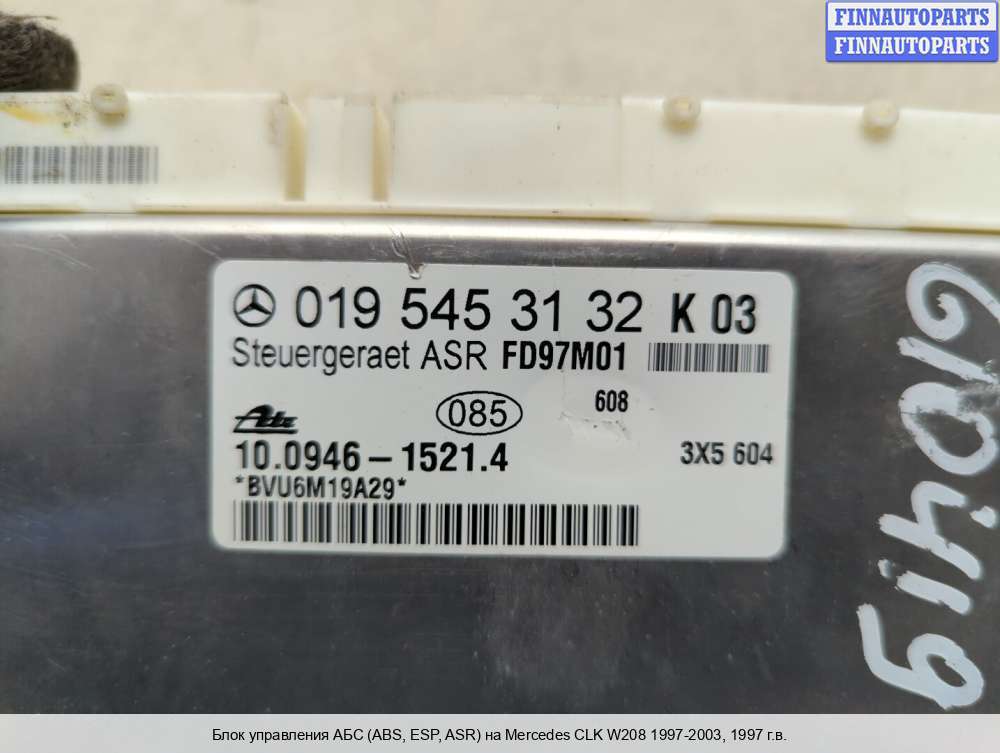 FINNAUTOPARTS
FINNAUTOPARTS
019 545 31 32 K 03
Steuergeraet ASR FD97M01
085
608
Ate
10.0946-1521.4
3X5 604
*BVU6M19A29*
Блок управления АБС (ABS, ESP, ASR) на Mercedes CLK W208 1997-2003, 1997 г.в.